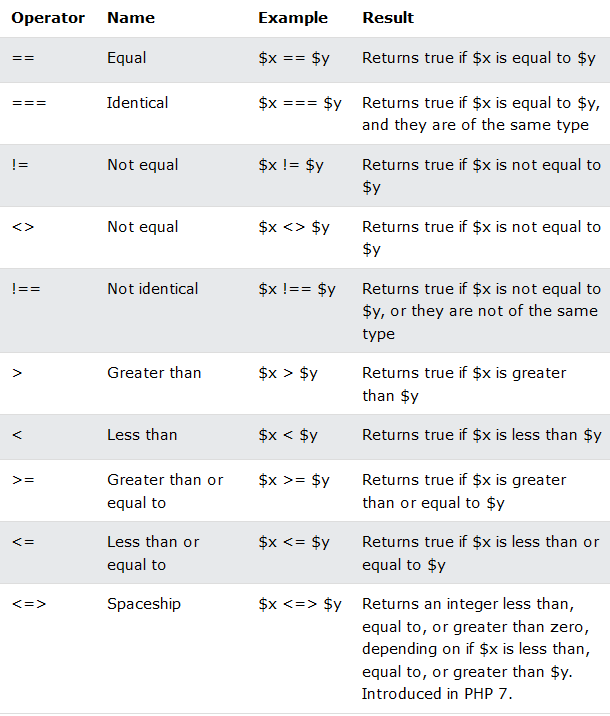 Operator Name Example Result
== Equal $x == $y Returns true if $x is equal to $y
=== Identical $x === $y Returns true if $x is equal to $y,
and they are of the same type
!= Not equal $x != $y Returns true if $x is not equal to
$y
<> Not equal $x <> $y Returns true if $x is not equal to
$y
!== Not identical $x !== $y Returns true if $x is not equal to
$y, or they are not of the same
type
> Greater than $x > $y Returns true if $x is greater
than $y
< Less than $x < $y Returns true if $x is less than $y
>= Greater than or $x >= $y Returns true if $x is greater
equal to than or equal to $y
<= Less than or $x <= $y Returns true if $x is less than or
equal to equal to $y
<=> Spaceship $x <=> $y Returns an integer less than,
equal to, or greater than zero,
depending on if $x is less than,
equal to, or greater than $y.
Introduced in PHP 7.